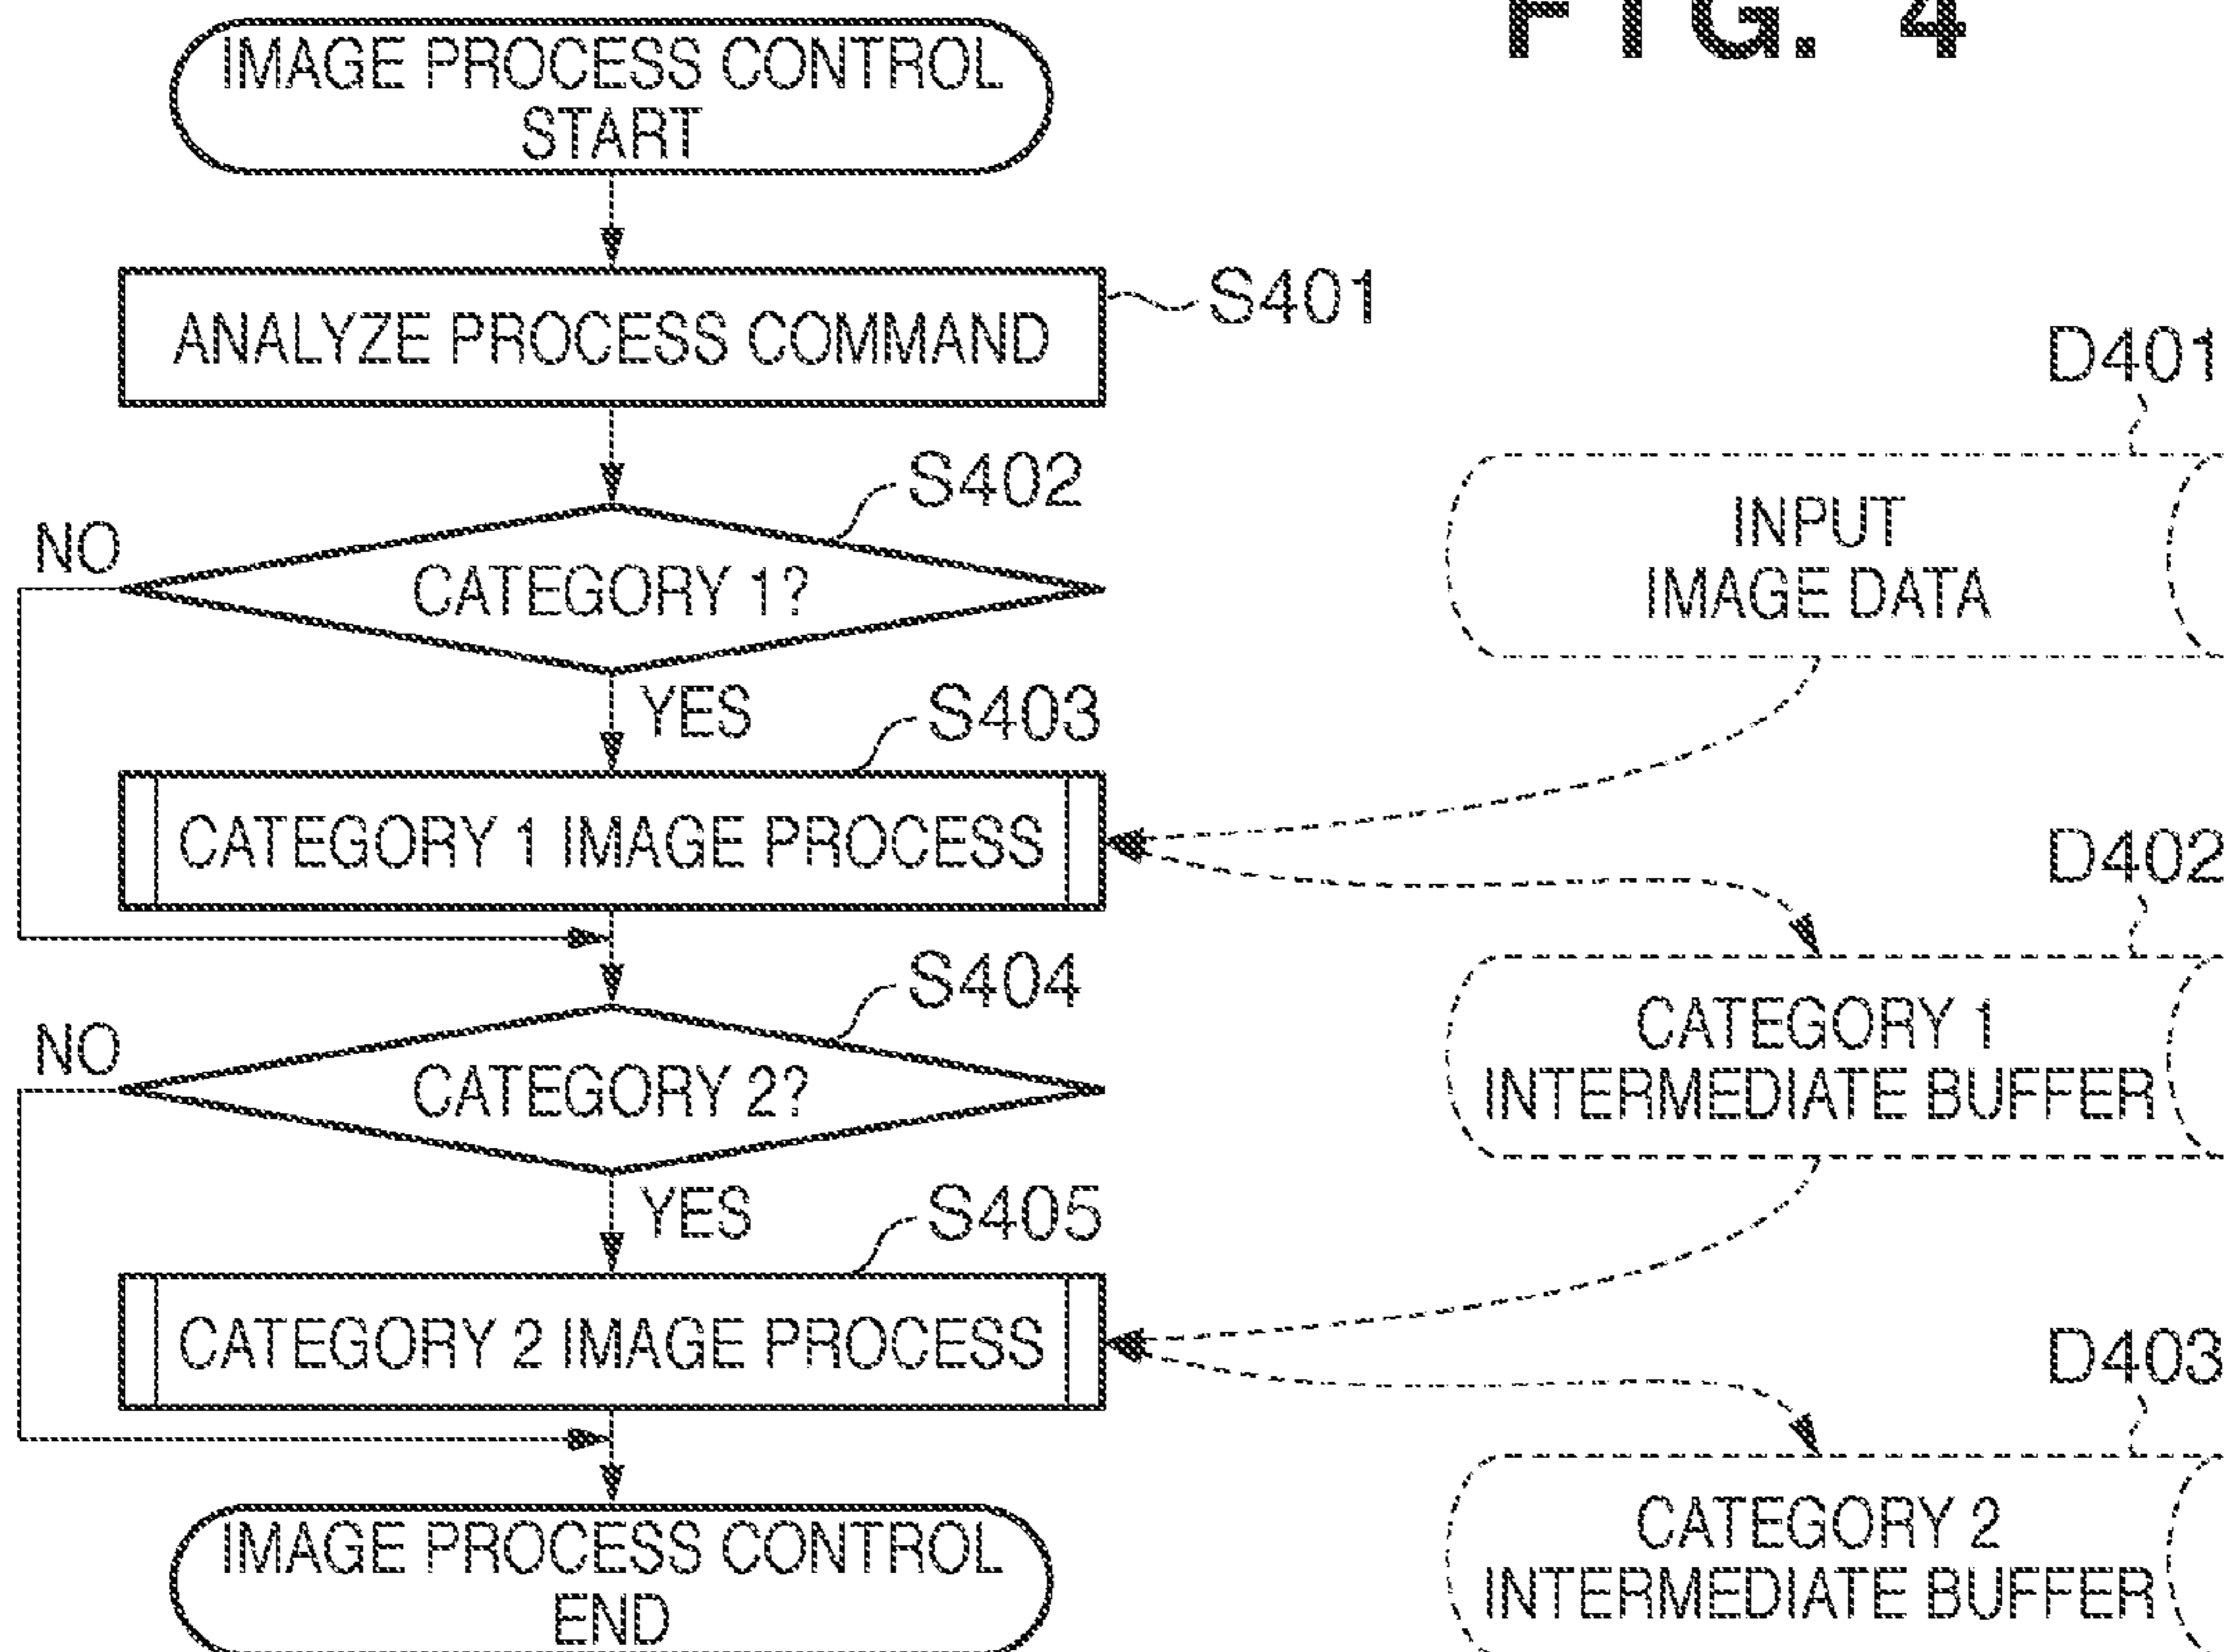 FIG. 4
IMAGE PROCESS CONTROL
START
ANALYZE PROCESS COMMAND
S401
S402
NO
CATEGORY 1?
YES
S403
CATEGORY 1 IMAGE PROCESS
S404
NO
CATEGORY 2?
YES
S405
CATEGORY 2 IMAGE PROCESS
IMAGE PROCESS CONTROL
END
D401
INPUT
IMAGE DATA
D402
CATEGORY 1
INTERMEDIATE BUFFER
D403
CATEGORY 2
INTERMEDIATE BUFFER